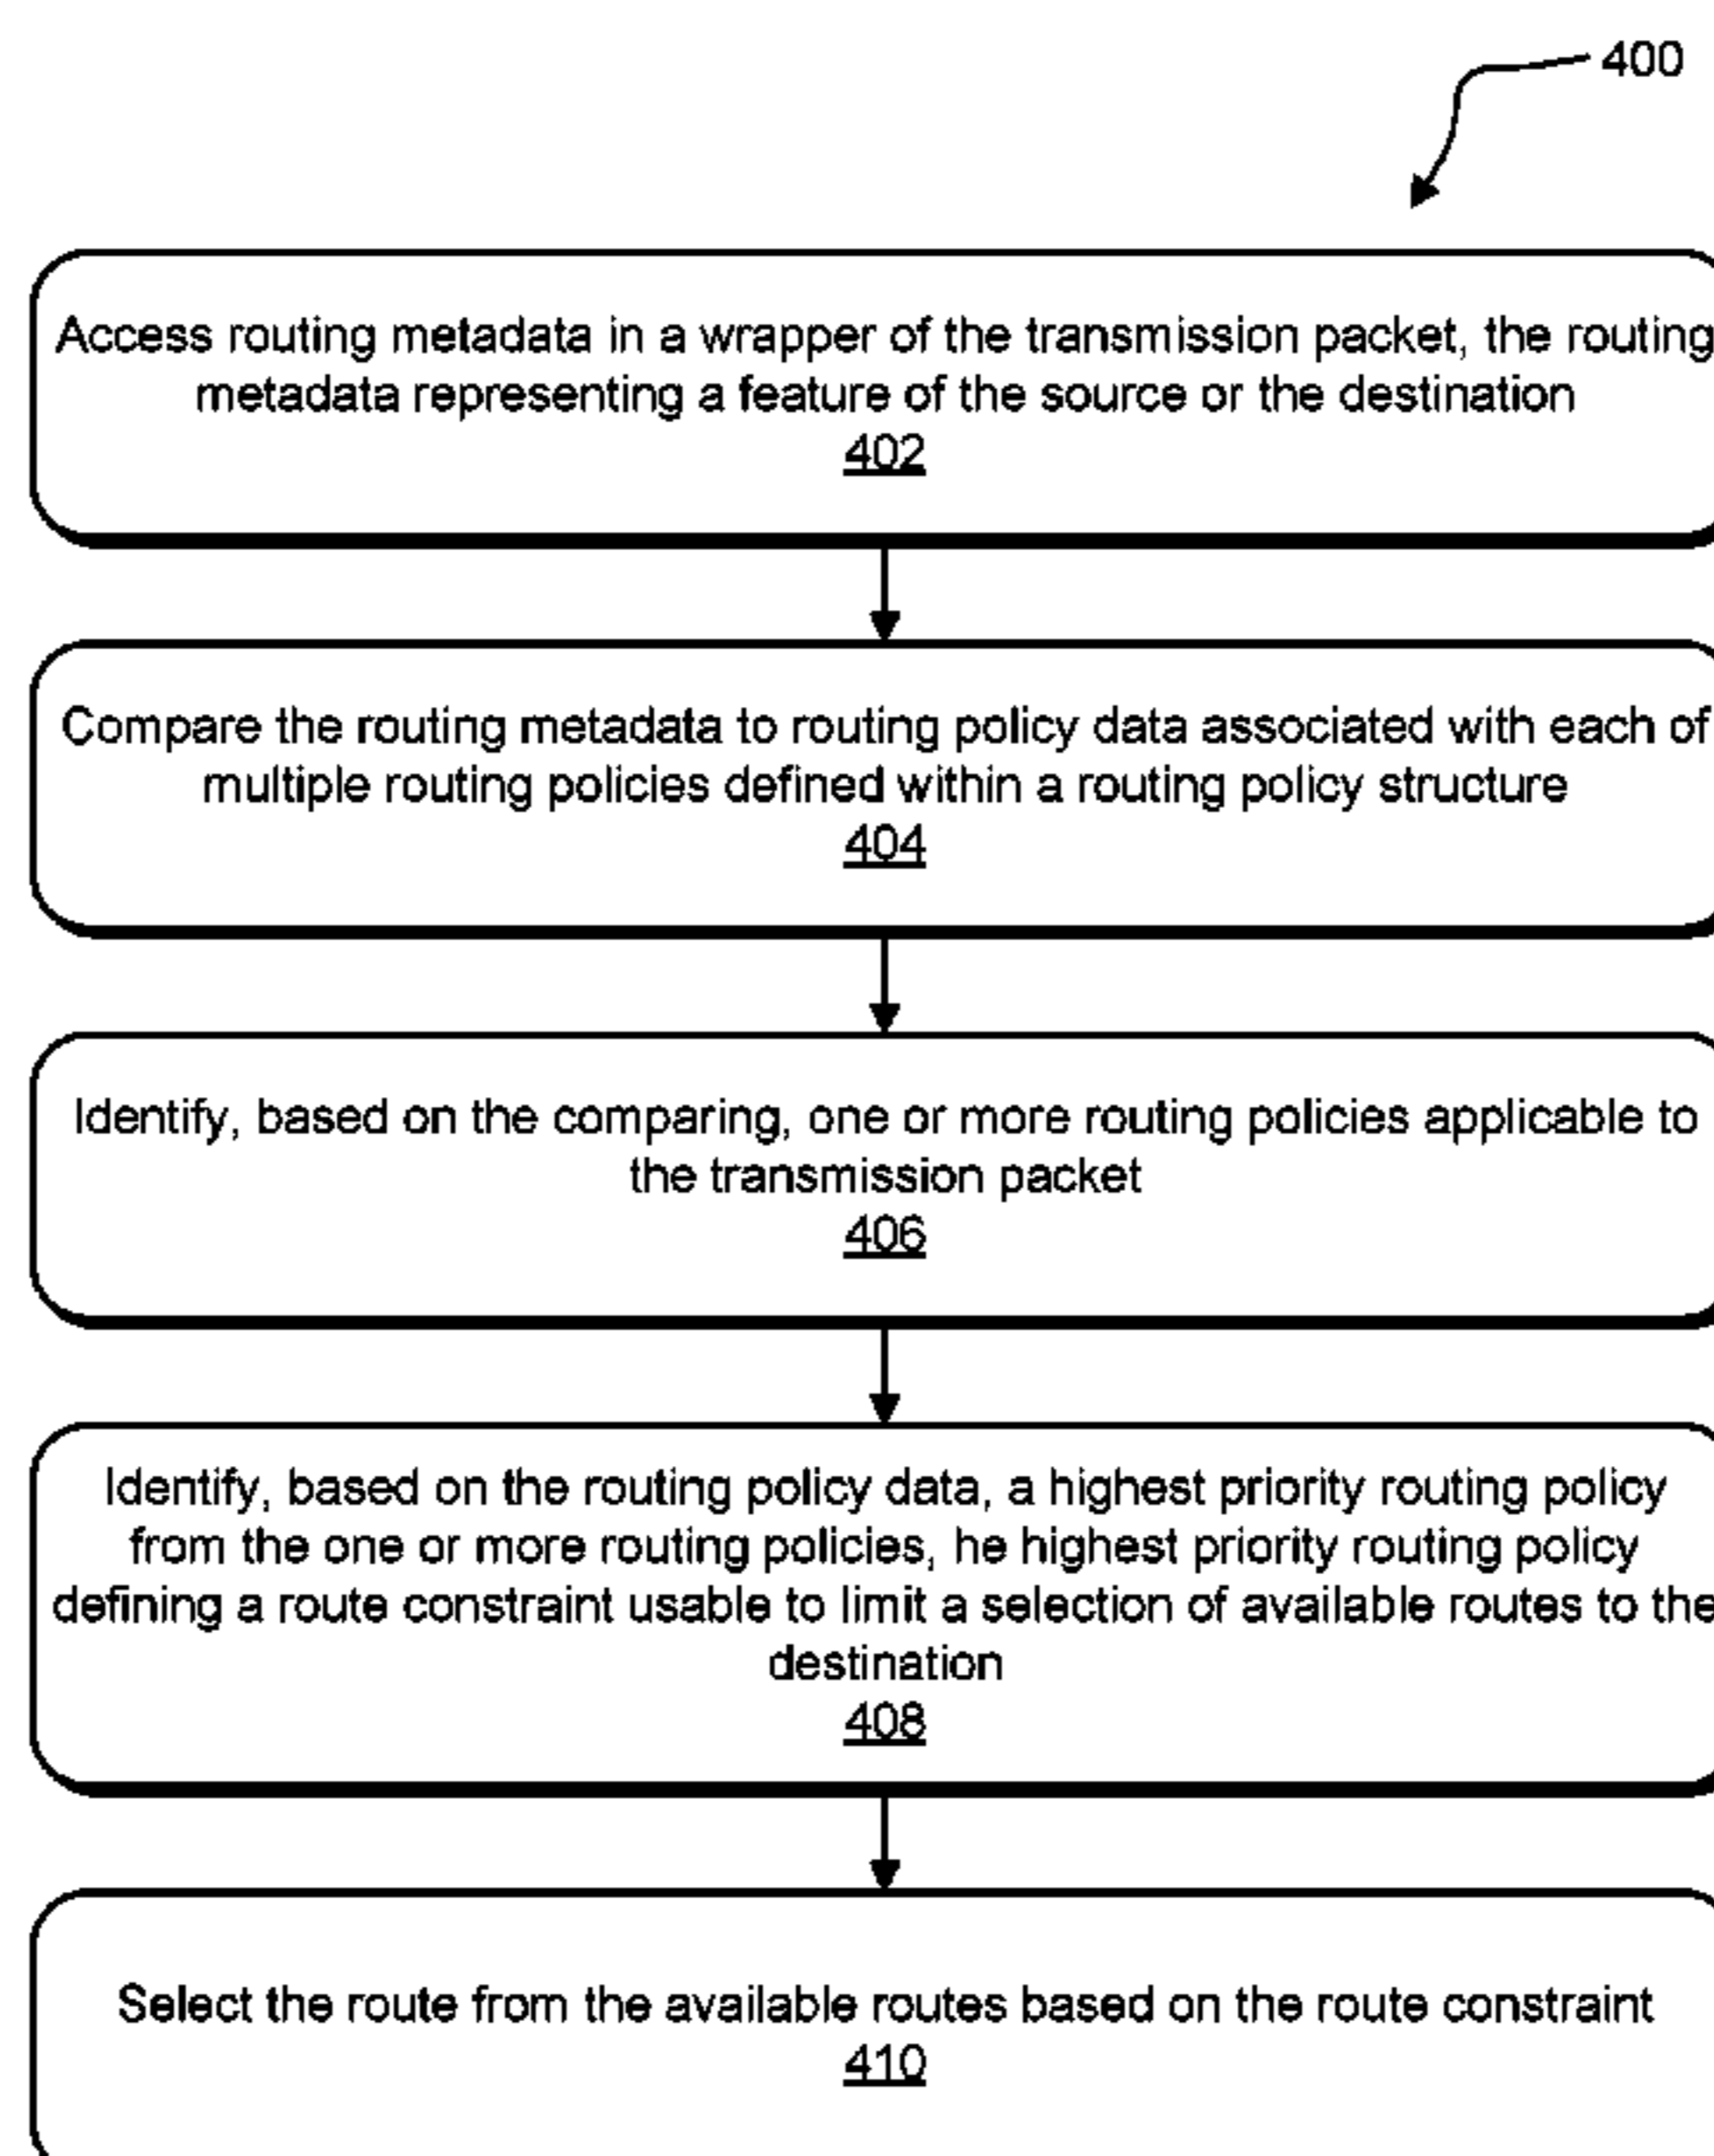 400
Access routing metadata in a wrapper of the transmission packet, the routing
metadata representing a feature of the source or the destination
402
Compare the routing metadata to routing policy data associated with each of
multiple routing policies defined within a routing policy structure
404
Identify, based on the comparing, one or more routing policies applicable to
the transmission packet
406
Identify, based on the routing policy data, a highest priority routing policy
from the one or more routing policies, he highest priority routing policy
defining a route constraint usable to limit a selection of available routes to the
destination
408
Select the route from the available routes based on the route constraint
410